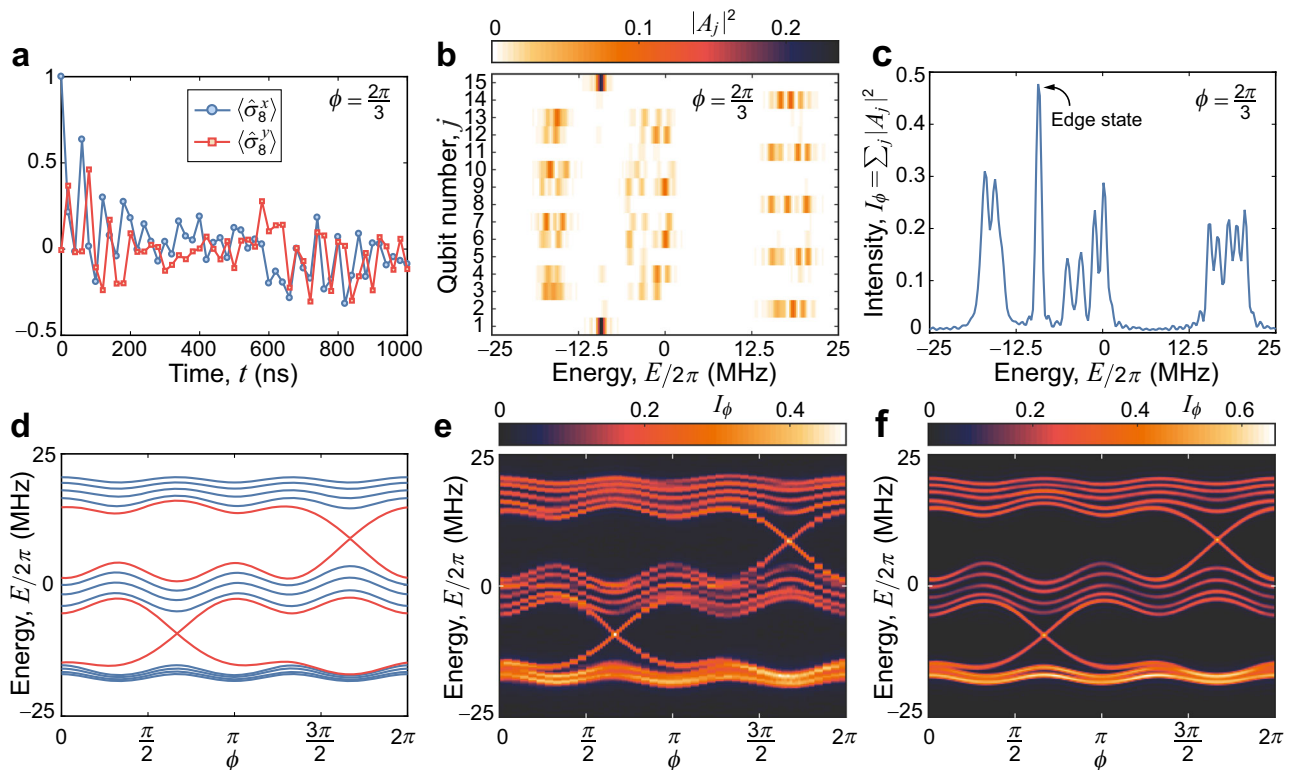 a
1
0.5
0
−0.5
0
200
400
600
800
1000
Time, t (ns)
⟨σ̂₈ˣ⟩
⟨σ̂₈ʸ⟩
ϕ = 2π/3
b
|A_j|²
0
0.1
0.2
ϕ = 2π/3
Qubit number, j
15
14
13
12
11
10
9
8
7
6
5
4
3
2
1
−25
−12.5
0
12.5
25
Energy, E/2π (MHz)
c
Intensity, I_ϕ = ∑_j |A_j|²
0.5
0.4
0.3
0.2
0.1
0
Edge state
ϕ = 2π/3
−25
−12.5
0
12.5
25
Energy, E/2π (MHz)
d
Energy, E/2π (MHz)
25
0
−25
0
π/2
π
3π/2
2π
ϕ
e
0
0.2
I_ϕ
0.4
Energy, E/2π (MHz)
25
0
−25
0
π/2
π
3π/2
2π
ϕ
f
0
0.2
0.4
I_ϕ
0.6
Energy, E/2π (MHz)
25
0
−25
0
π/2
π
3π/2
2π
ϕ